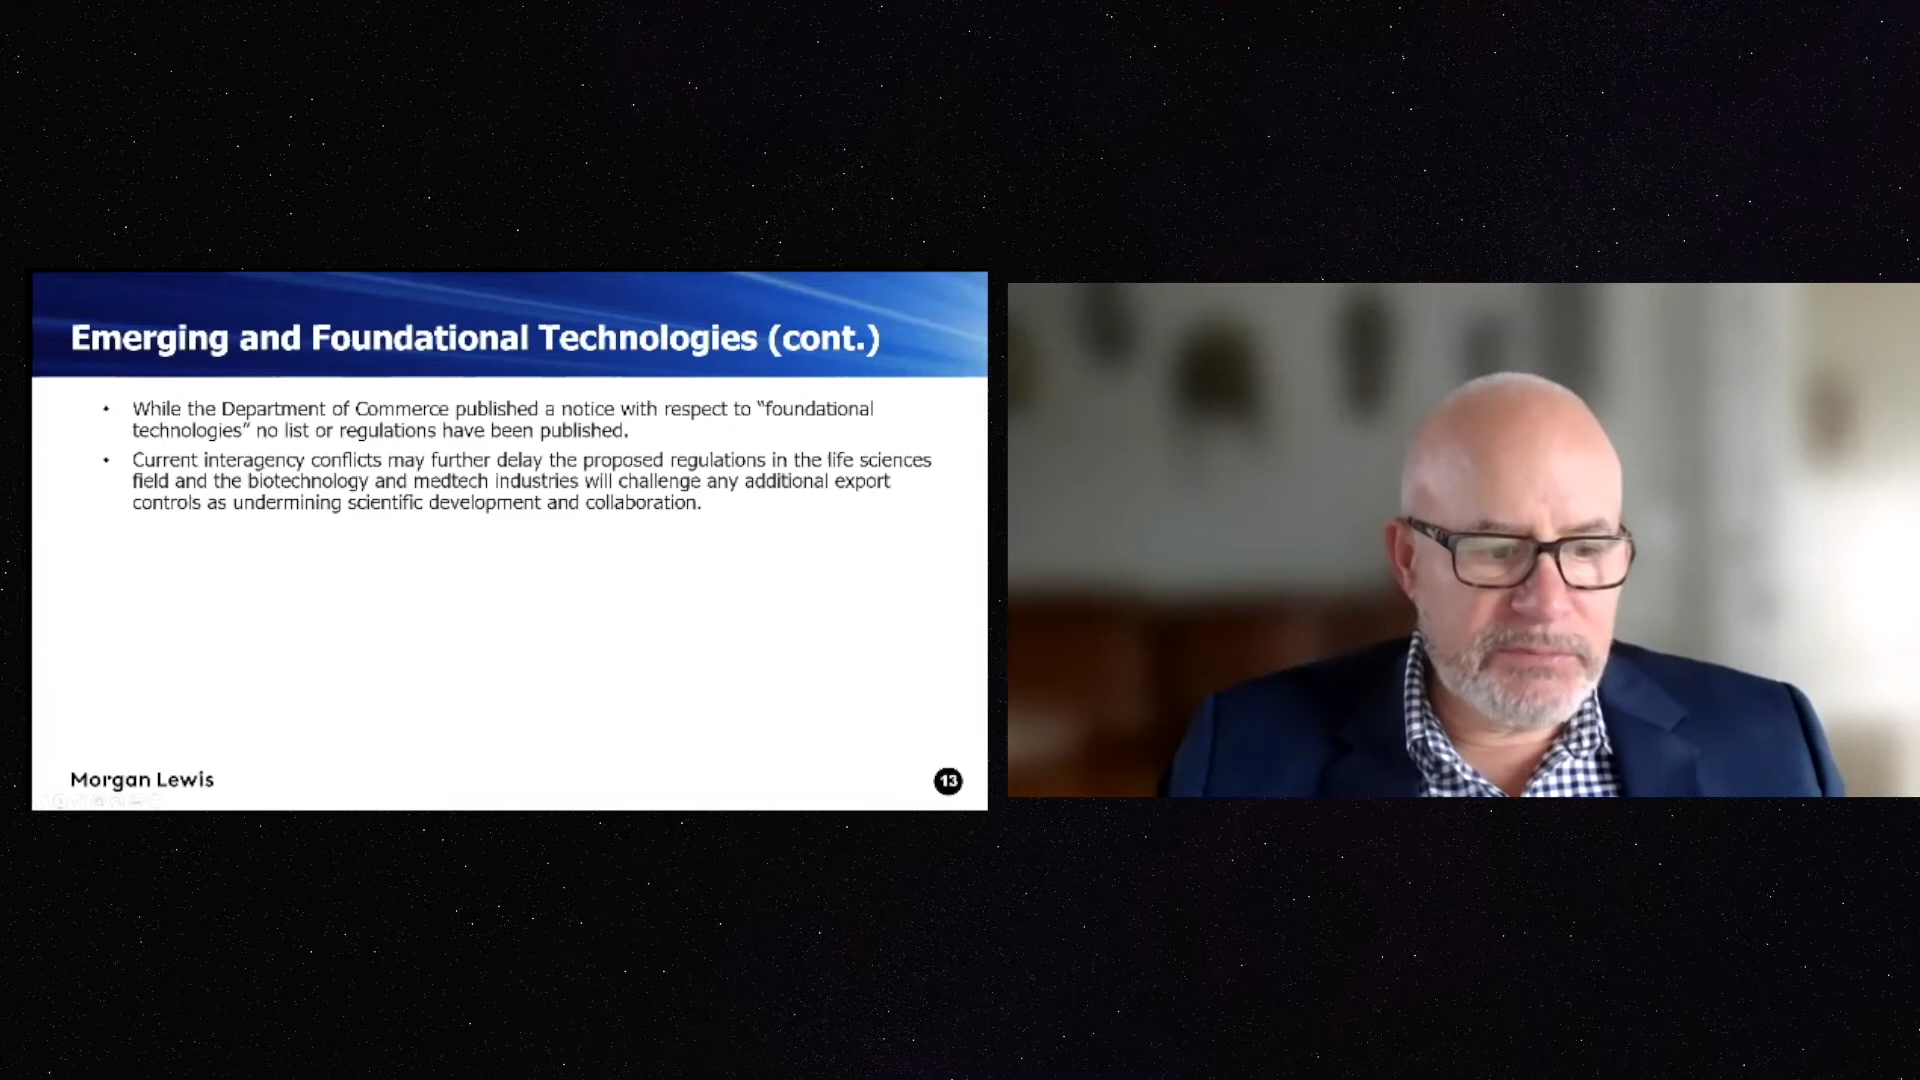 Emerging and Foundational Technologies (cont.)
• While the Department of Commerce published a notice with respect to “foundational
technologies” no list or regulations have been published.
• Current interagency conflicts may further delay the proposed regulations in the life sciences
field and the biotechnology and medtech industries will challenge any additional export
controls as undermining scientific development and collaboration.
Morgan Lewis
13